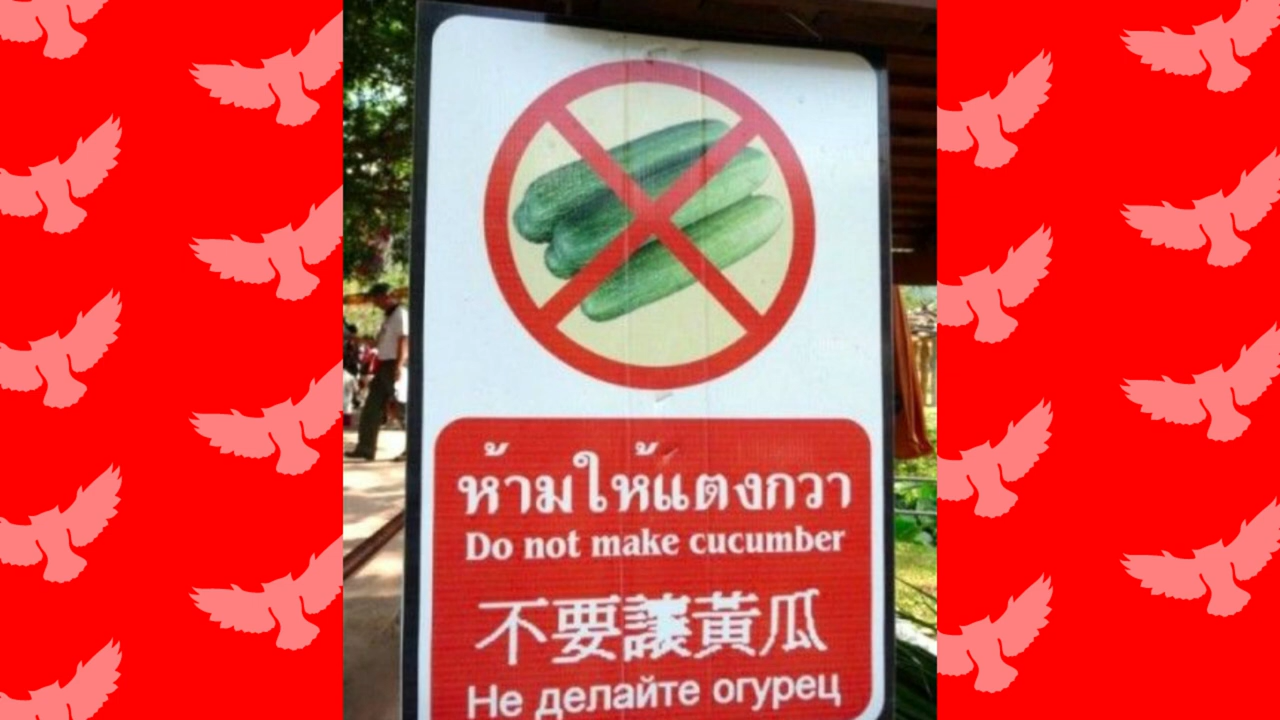 ห้ามให้แตงกวา
Do not make cucumber
不要讓黃瓜
Не делайте огурец